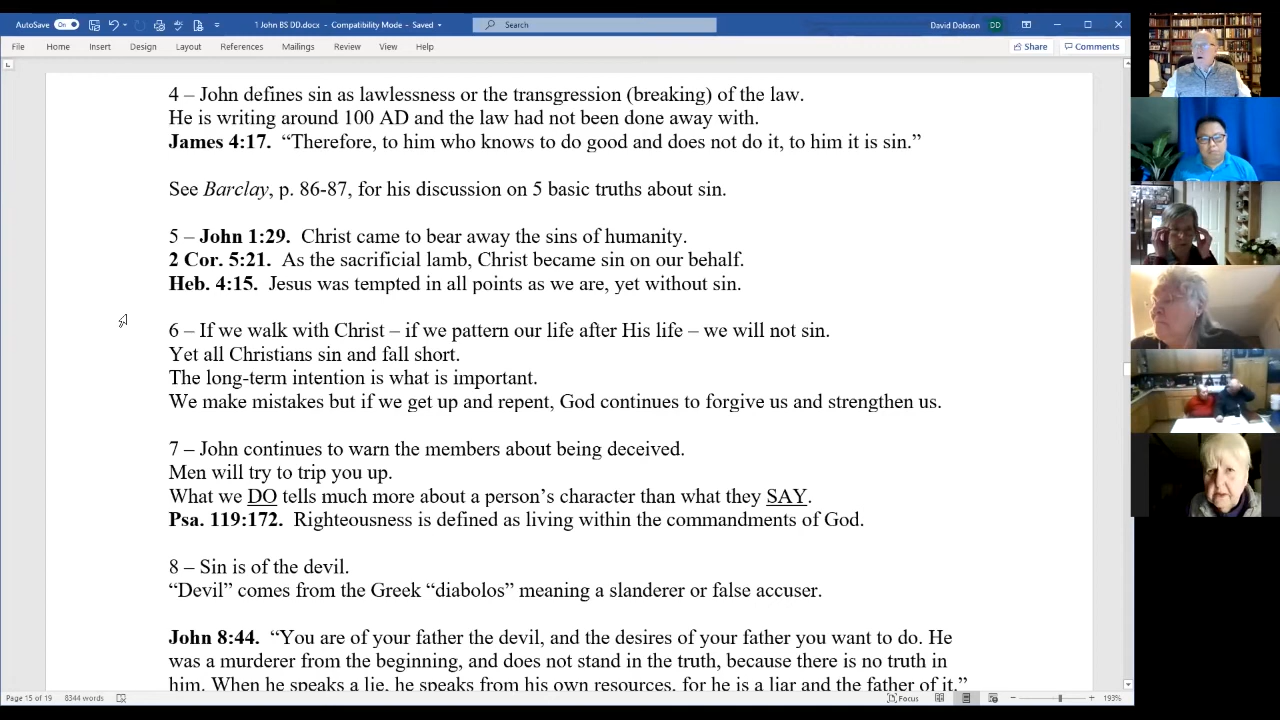 AutoSave On
1 John BS DD.docx - Compatibility Mode - Saved
Search
David Dobson DD
File Home Insert Design Layout References Mailings Review View Help
Share Comments
4 – John defines sin as lawlessness or the transgression (breaking) of the law.
He is writing around 100 AD and the law had not been done away with.
James 4:17. “Therefore, to him who knows to do good and does not do it, to him it is sin.”
See Barclay, p. 86-87, for his discussion on 5 basic truths about sin.
5 – John 1:29. Christ came to bear away the sins of humanity.
2 Cor. 5:21. As the sacrificial lamb, Christ became sin on our behalf.
Heb. 4:15. Jesus was tempted in all points as we are, yet without sin.
6 – If we walk with Christ – if we pattern our life after His life – we will not sin.
Yet all Christians sin and fall short.
The long-term intention is what is important.
We make mistakes but if we get up and repent, God continues to forgive us and strengthen us.
7 – John continues to warn the members about being deceived.
Men will try to trip you up.
What we DO tells much more about a person’s character than what they SAY.
Psa. 119:172. Righteousness is defined as living within the commandments of God.
8 – Sin is of the devil.
“Devil” comes from the Greek “diabolos” meaning a slanderer or false accuser.
John 8:44. “You are of your father the devil, and the desires of your father you want to do. He
was a murderer from the beginning, and does not stand in the truth, because there is no truth in
him. When he speaks a lie, he speaks from his own resources, for he is a liar and the father of it.”
Page 15 of 19 8344 words
Focus
193%